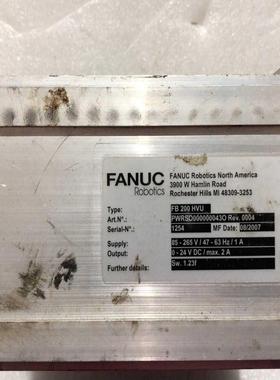 FANUC
Robotics
FANUC Robotics North America
3900 W Hamlin Road
Rochester Hills MI 48309-3253
Type: FB 200 HVU
Art.N°: PWRSD00000043O Rev. 0004
Serial-N°: 1254 MF Date: 08/2007
Supply: 85 - 265 V / 47 - 63 Hz / 1 A
Output: 0 - 24 V DC / max. 2 A
Further details: Sw. 1.23f